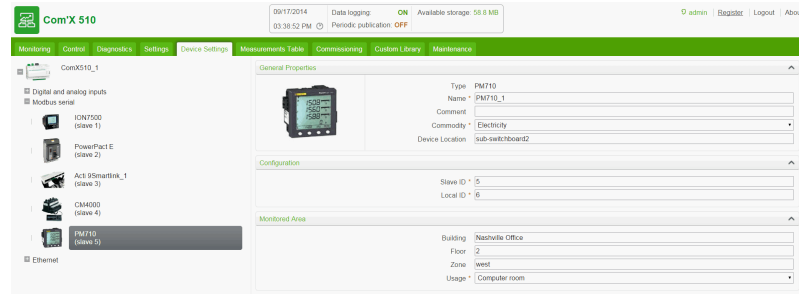 Com'X 510
09/17/2014
03:38:52 PM
Data logging: ON
Periodic publication: OFF
Available storage: 58.6 MB
admin | Register | Logout | Abou
Monitoring Control Diagnostics Settings Device Settings Measurements Table Commissioning Custom Library Maintenance
ComX510_1
Digital and analog inputs
Modbus serial
ION7500
(slave 1)
PowerPact E
(slave 2)
Acti 9Smartlink_1
(slave 3)
CM4000
(slave 4)
PM710
(slave 5)
Ethernet
General Properties
Type PM710
Name * PM710_1
Comment
Commodity * Electricity
Device Location sub-switchboard2
Configuration
Slave ID * 5
Local ID * 6
Monitored Area
Building Nashville Office
Floor 2
Zone west
Usage * Computer room